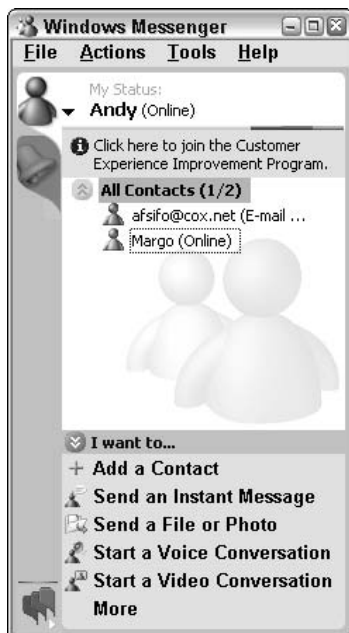 Windows Messenger
File Actions Tools Help
My Status:
Andy (Online)
Click here to join the Customer
Experience Improvement Program.
All Contacts (1/2)
afsifo@cox.net (E-mail ...
Margo (Online)
I want to...
Add a Contact
Send an Instant Message
Send a File or Photo
Start a Voice Conversation
Start a Video Conversation
More